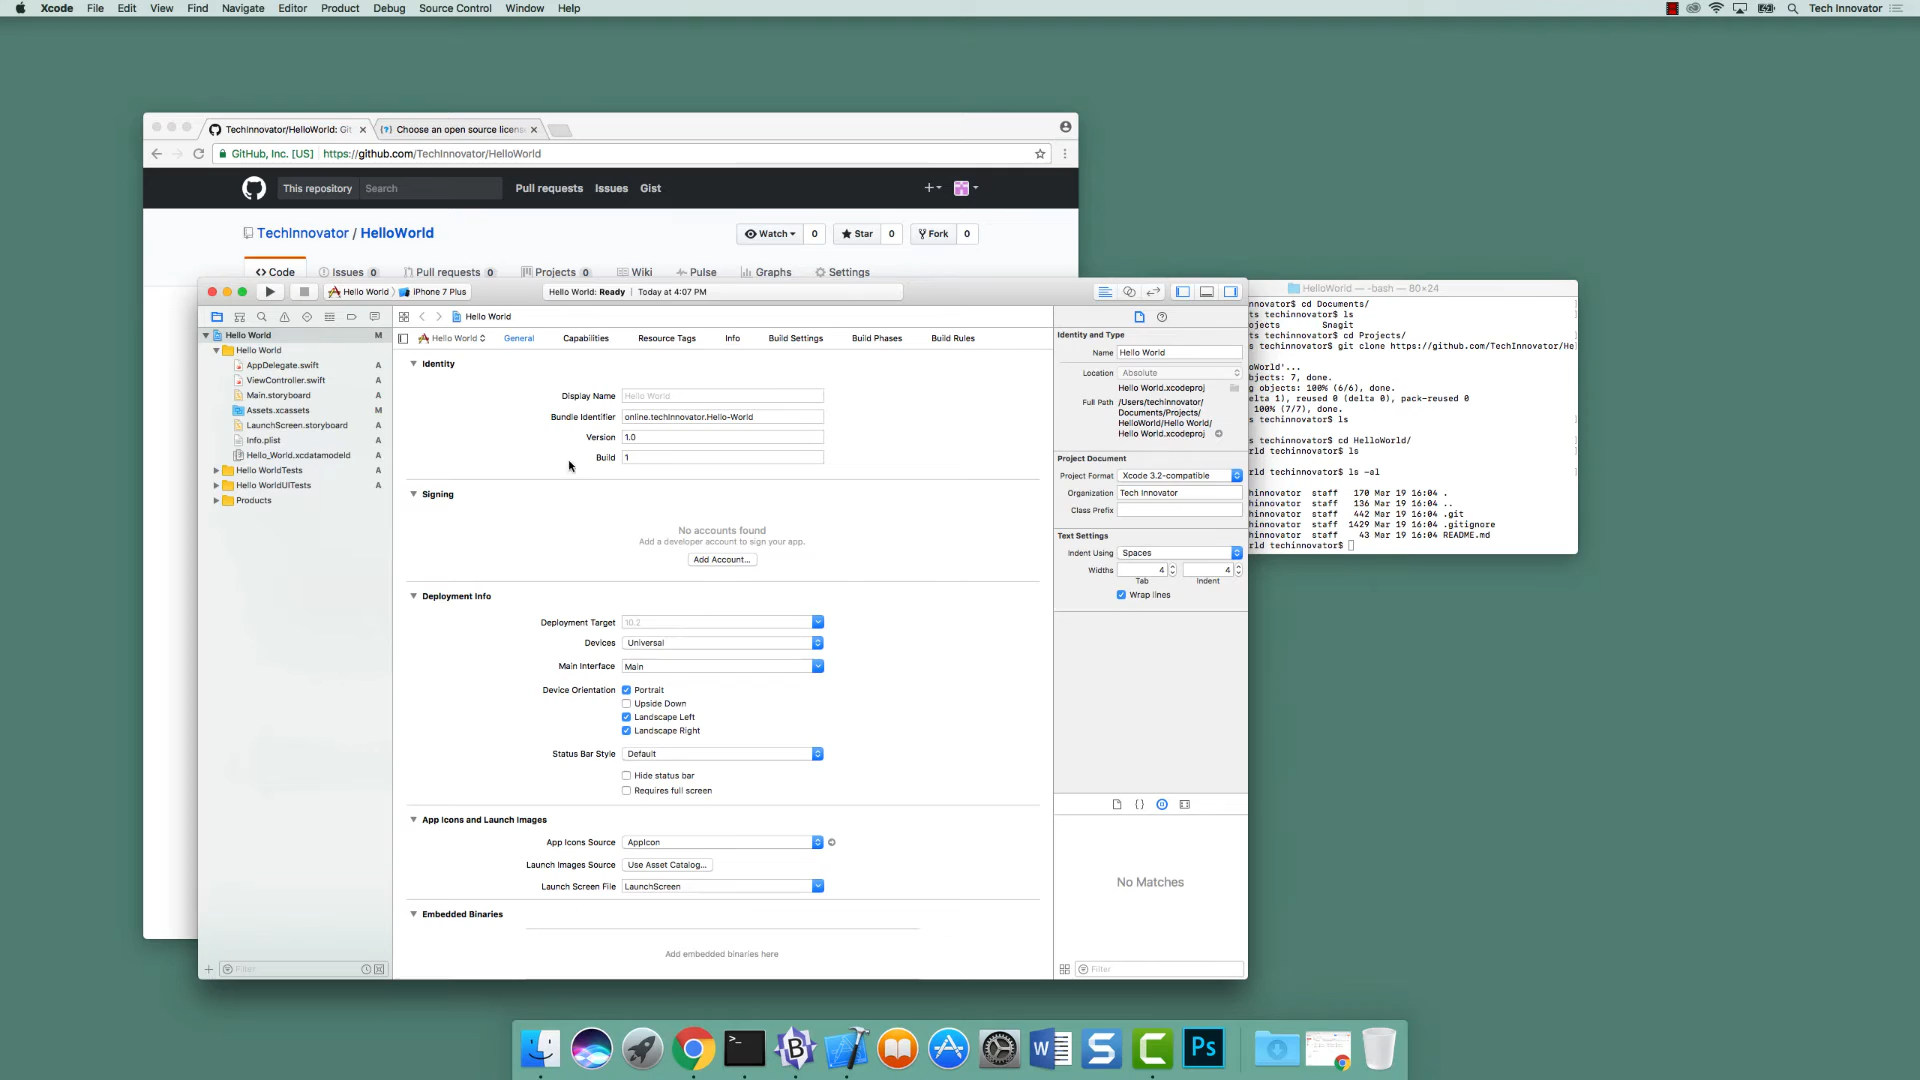 Xcode File Edit View Find Navigate Editor Product Debug Source Control Window Help
Tech Innovator
TechInnovator/HelloWorld: Git
Choose an open source licens
GitHub, Inc. [US] https://github.com/TechInnovator/HelloWorld
This repository Search Pull requests Issues Gist
TechInnovator / HelloWorld
Watch 0 Star 0 Fork 0
Code Issues 0 Pull requests 0 Projects 0 Wiki Pulse Graphs Settings
Hello World iPhone 7 Plus
Hello World: Ready Today at 4:07 PM
Hello World
Hello World M
Hello World
AppDelegate.swift A
ViewController.swift A
Main.storyboard A
Assets.xcassets M
LaunchScreen.storyboard A
Info.plist A
Hello_World.xcdatamodeld A
Hello WorldTests A
Hello WorldUITests A
Products
Filter
Hello World General Capabilities Resource Tags Info Build Settings Build Phases Build Rules
Identity
Display Name Hello World
Bundle Identifier online.techInnovator.Hello-World
Version 1.0
Build 1
Signing
No accounts found
Add a developer account to sign your app.
Add Account...
Deployment Info
Deployment Target 10.2
Devices Universal
Main Interface Main
Device Orientation Portrait
Upside Down
Landscape Left
Landscape Right
Status Bar Style Default
Hide status bar
Requires full screen
App Icons and Launch Images
App Icons Source AppIcon
Launch Images Source Use Asset Catalog...
Launch Screen File LaunchScreen
Embedded Binaries
Add embedded binaries here
Identity and Type
Name Hello World
Location Absolute
Hello World.xcodeproj
Full Path /Users/techinnovator/
Documents/Projects/
HelloWorld/Hello World/
Hello World.xcodeproj
Project Document
Project Format Xcode 3.2-compatible
Organization Tech Innovator
Class Prefix
Text Settings
Indent Using Spaces
Widths 4 4
Tab Indent
Wrap lines
No Matches
Filter
HelloWorld — -bash — 80×24
nnovator$ cd Documents/
ts techinnovator$ ls
ojects Snagit
ts techinnovator$ cd Projects/
s techinnovator$ git clone https://github.com/TechInnovator/He
oWorld'...
bjects: 7, done.
g objects: 100% (6/6), done.
elta 1), reused 0 (delta 0), pack-reused 0
100% (7/7), done.
s techinnovator$ ls
s techinnovator$ cd HelloWorld/
rld techinnovator$ ls
rld techinnovator$ ls -al
innovator staff 170 Mar 19 16:04 .
innovator staff 136 Mar 19 16:04 ..
innovator staff 442 Mar 19 16:04 .git
innovator staff 1429 Mar 19 16:04 .gitignore
innovator staff 43 Mar 19 16:04 README.md
rld techinnovator$
>_ B W S C Ps